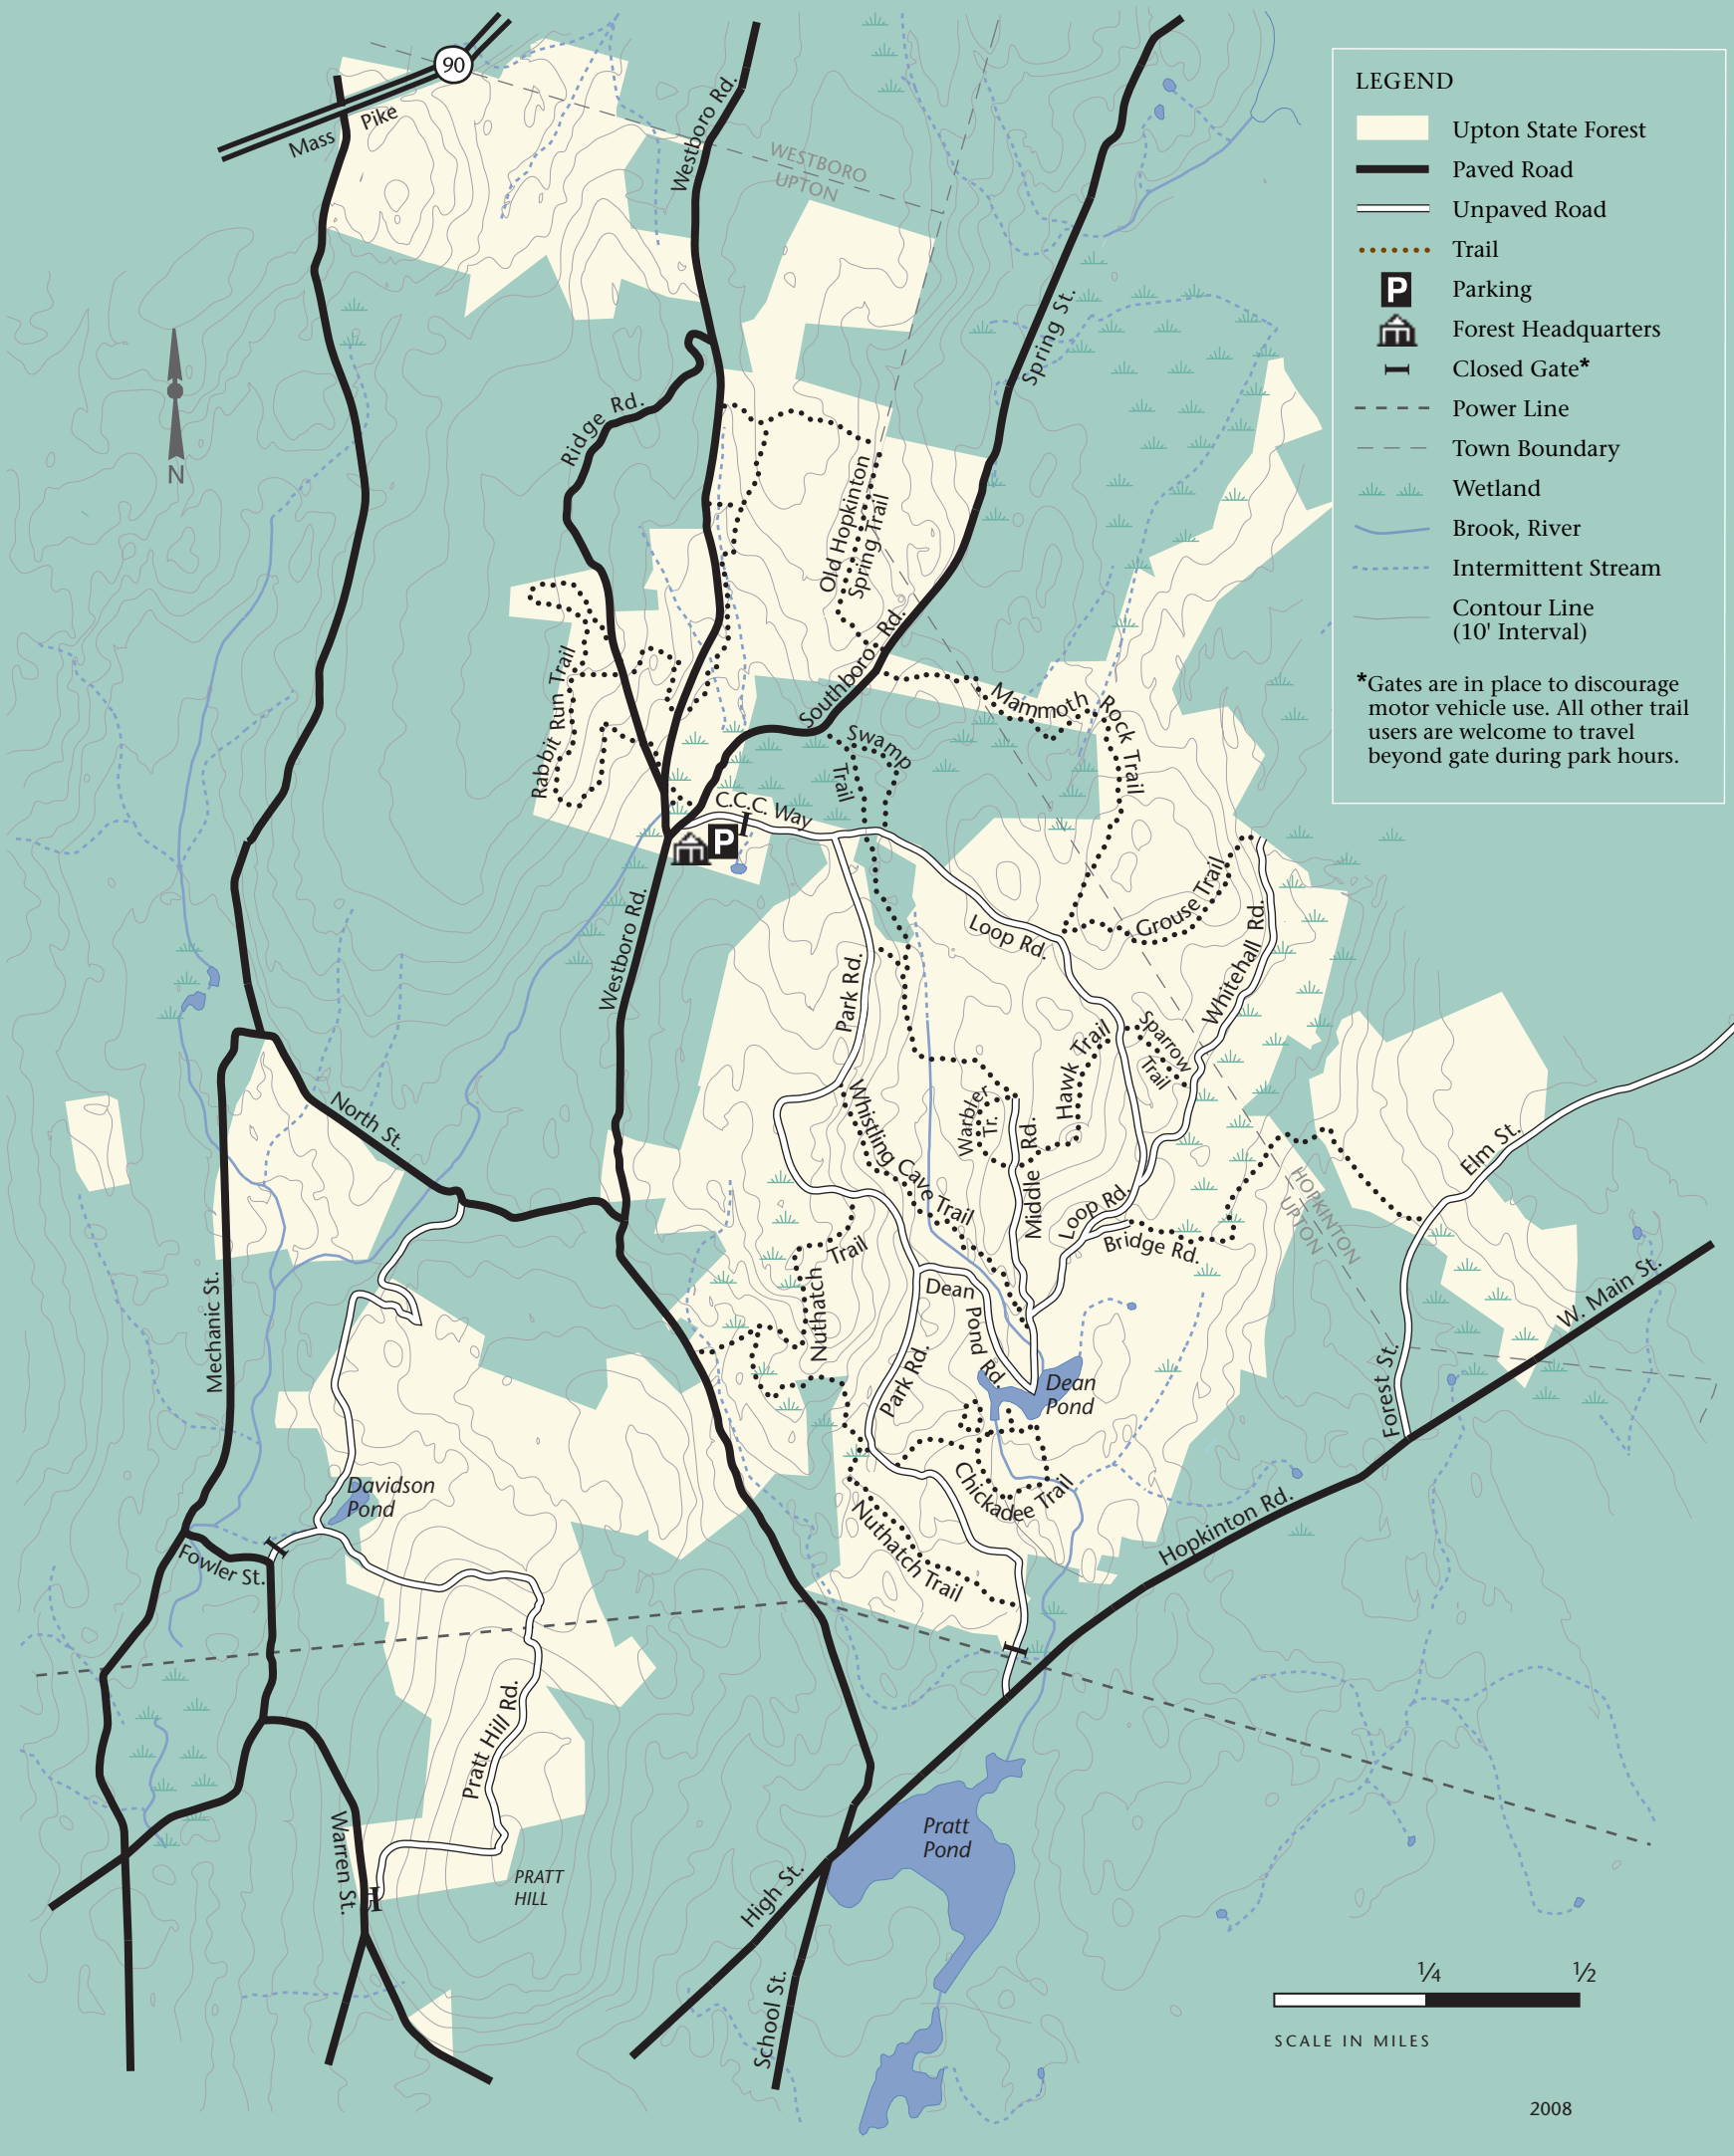 90
Mass Pike
Westboro Rd.
WESTBORO
UPTON
LEGEND
Upton State Forest
Paved Road
Unpaved Road
Trail
P Parking
Forest Headquarters
Closed Gate*
Power Line
Town Boundary
Wetland
Brook, River
Intermittent Stream
Contour Line
(10' Interval)
*Gates are in place to discourage
motor vehicle use. All other trail
users are welcome to travel
beyond gate during park hours.
Spring St.
Ridge Rd.
N
Old Hopkinton
Spring Trail
Southboro Rd.
Rabbit Run Trail
Mammoth
Rock Trail
Swamp
Trail
C.C.C. Way
P
Westboro Rd.
Loop Rd.
Grouse Trail
Whitehall Rd.
Park Rd.
Hawk Trail
Sparrow
Trail
Warbler
Tr.
Middle Rd.
Whistling Cave Trail
North St.
Elm St.
HOPKINTON
UPTON
Loop Rd.
Bridge Rd.
Nuthatch
Trail
Dean
Pond Rd.
Mechanic St.
W. Main St.
Forest St.
Park Rd.
Dean
Pond
Chickadee Trail
Davidson
Pond
Nuthatch Trail
Hopkinton Rd.
Fowler St.
Pratt Hill Rd.
Warren St.
PRATT
HILL
Pratt
Pond
High St.
School St.
1/4
1/2
SCALE IN MILES
2008